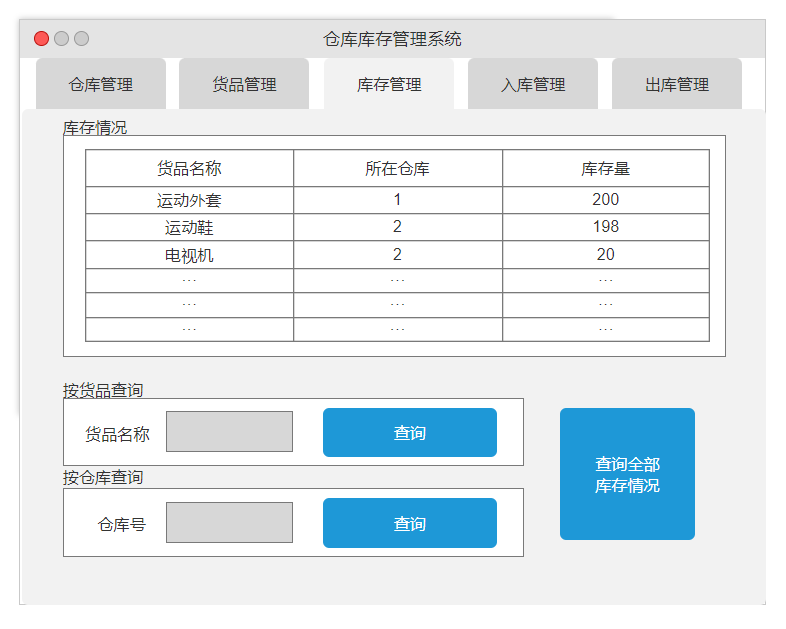 仓库库存管理系统
仓库管理 货品管理 库存管理 入库管理 出库管理
库存情况
货品名称 所在仓库 库存量
运动外套 1 200
运动鞋 2 198
电视机 2 20
... ... ...
... ... ...
... ... ...
按货品查询
货品名称 查询
按仓库查询
仓库号 查询
查询全部
库存情况